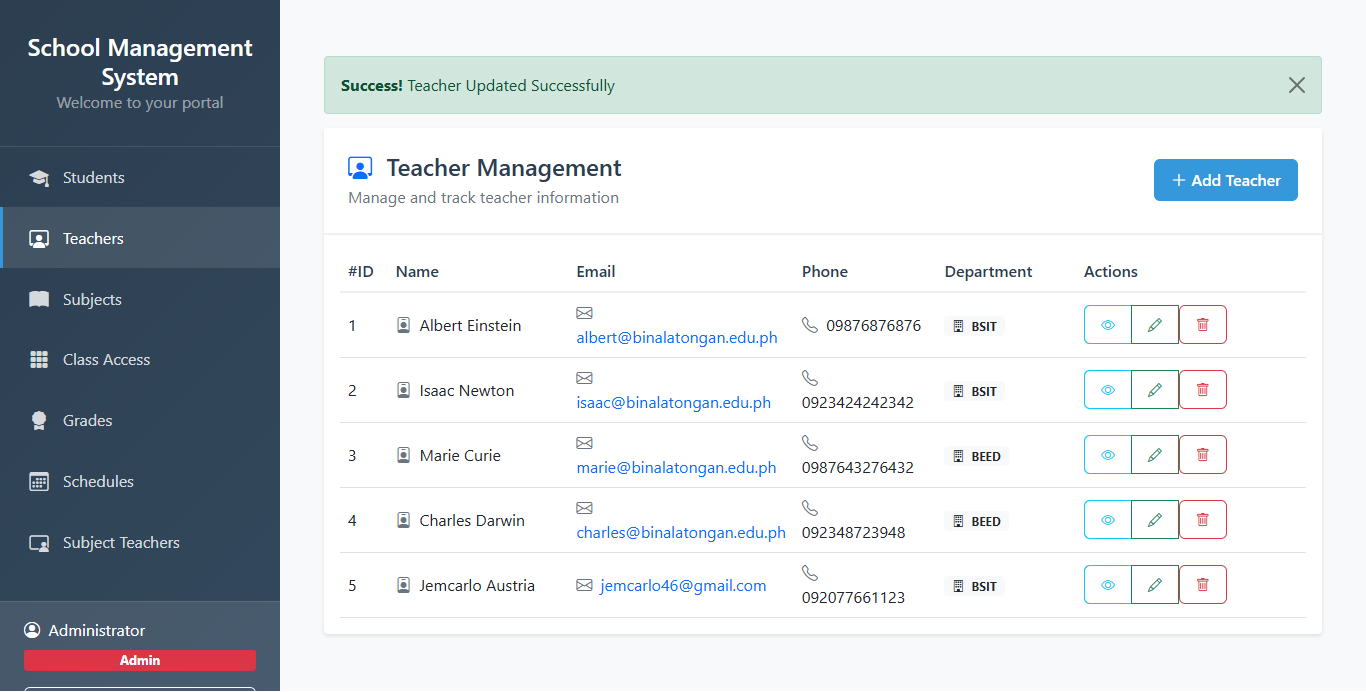 School Management
System
Welcome to your portal
Students
Teachers
Subjects
Class Access
Grades
Schedules
Subject Teachers
Administrator
Admin
Success! Teacher Updated Successfully
Teacher Management
Manage and track teacher information
+ Add Teacher
#ID Name Email Phone Department Actions
1 Albert Einstein albert@binalatongan.edu.ph 09876876876 BSIT
2 Isaac Newton isaac@binalatongan.edu.ph 0923424242342 BSIT
3 Marie Curie marie@binalatongan.edu.ph 0987643276432 BEED
4 Charles Darwin charles@binalatongan.edu.ph 092348723948 BEED
5 Jemcarlo Austria jemcarlo46@gmail.com 092077661123 BSIT